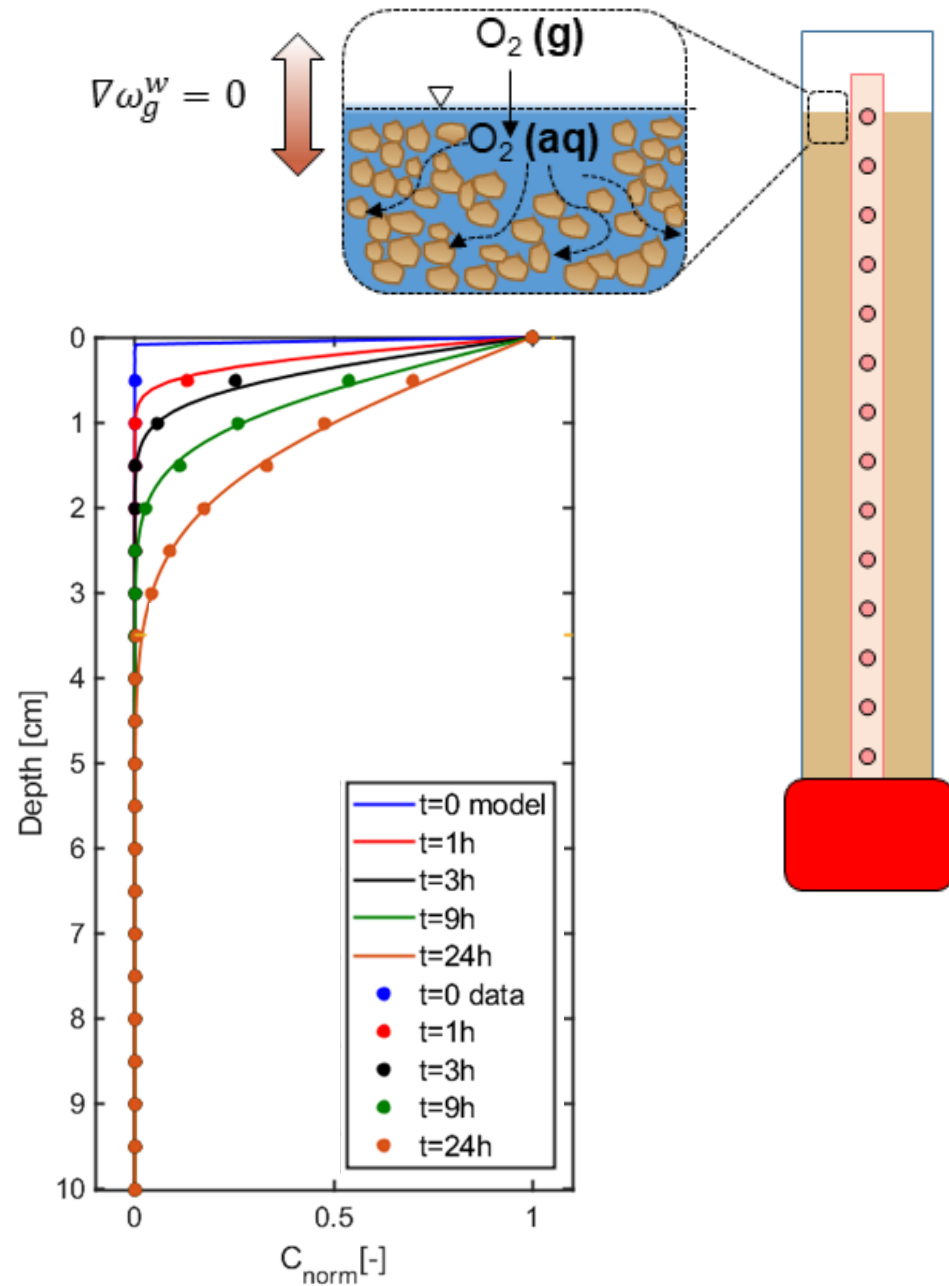 O₂ (g)
∇ω_g^w = 0
O₂ (aq)
0
1
2
3
4
5
6
7
8
9
10
Depth [cm]
t=0 model
t=1h
t=3h
t=9h
t=24h
t=0 data
t=1h
t=3h
t=9h
t=24h
0
0.5
1
C_norm[-]